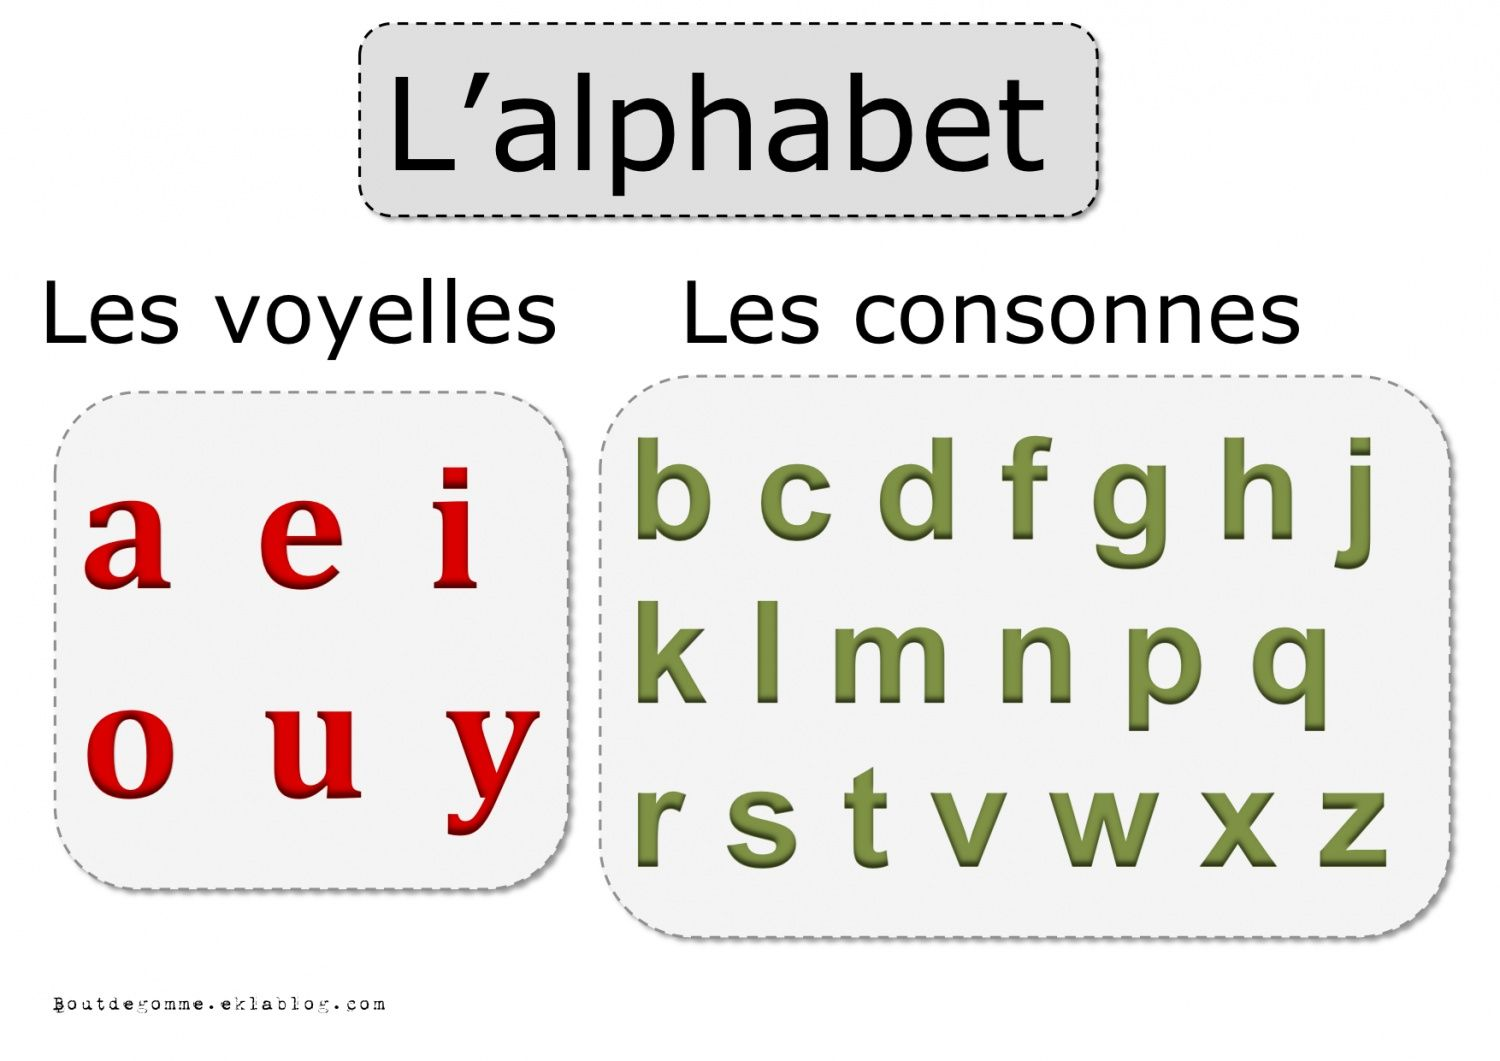 L’alphabet
Les voyelles
a e i
o u y
Les consonnes
b c d f g h j
k l m n p q
r s t v w x z
Boutdegomme.eklablog.com